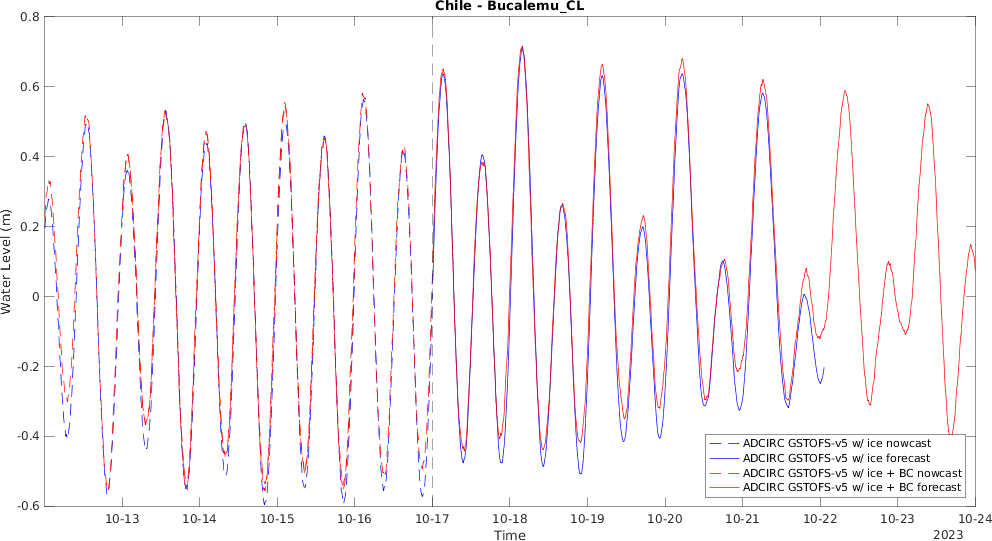 Chile - Bucalemu_CL
Water Level (m)
0.8
0.6
0.4
0.2
0
-0.2
-0.4
-0.6
ADCIRC GSTOFS-v5 w/ ice nowcast
ADCIRC GSTOFS-v5 w/ ice forecast
ADCIRC GSTOFS-v5 w/ ice + BC nowcast
ADCIRC GSTOFS-v5 w/ ice + BC forecast
10-13 10-14 10-15 10-16 10-17 10-18 10-19 10-20 10-21 10-22 10-23 10-24
Time
2023